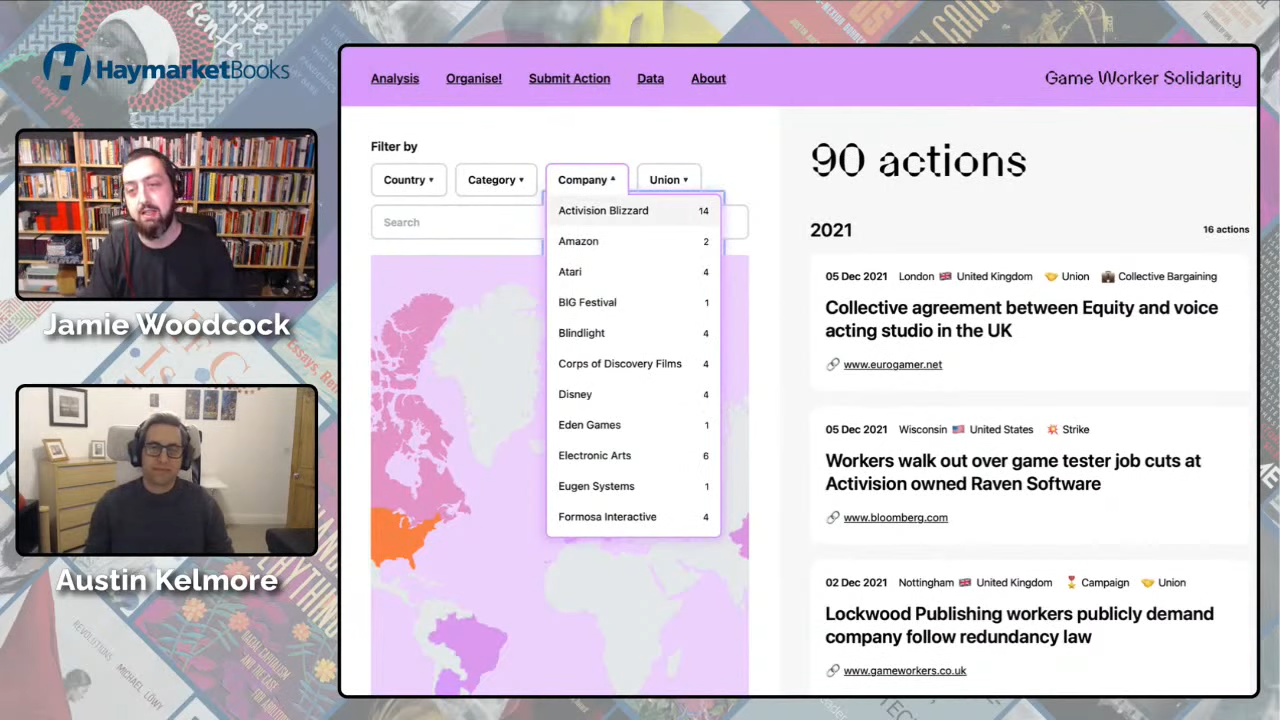 HaymarketBooks
Jamie Woodcock
Austin Kelmore
Analysis Organise! Submit Action Data About Game Worker Solidarity
Filter by
Country ▾ Category ▾ Company ▴ Union ▾
Search
Activision Blizzard 14
Amazon 2
Atari 4
BIG Festival 1
Blindlight 4
Corps of Discovery Films 4
Disney 4
Eden Games 1
Electronic Arts 6
Eugen Systems 1
Formosa Interactive 4
90 actions
2021 16 actions
05 Dec 2021 London 🇬🇧 United Kingdom 🤝 Union 💼 Collective Bargaining
Collective agreement between Equity and voice
acting studio in the UK
🔗 www.eurogamer.net
05 Dec 2021 Wisconsin 🇺🇸 United States 💥 Strike
Workers walk out over game tester job cuts at
Activision owned Raven Software
🔗 www.bloomberg.com
02 Dec 2021 Nottingham 🇬🇧 United Kingdom 🎖 Campaign 🤝 Union
Lockwood Publishing workers publicly demand
company follow redundancy law
🔗 www.gameworkers.co.uk
REVOLUTIONS MICHAEL LÖWY